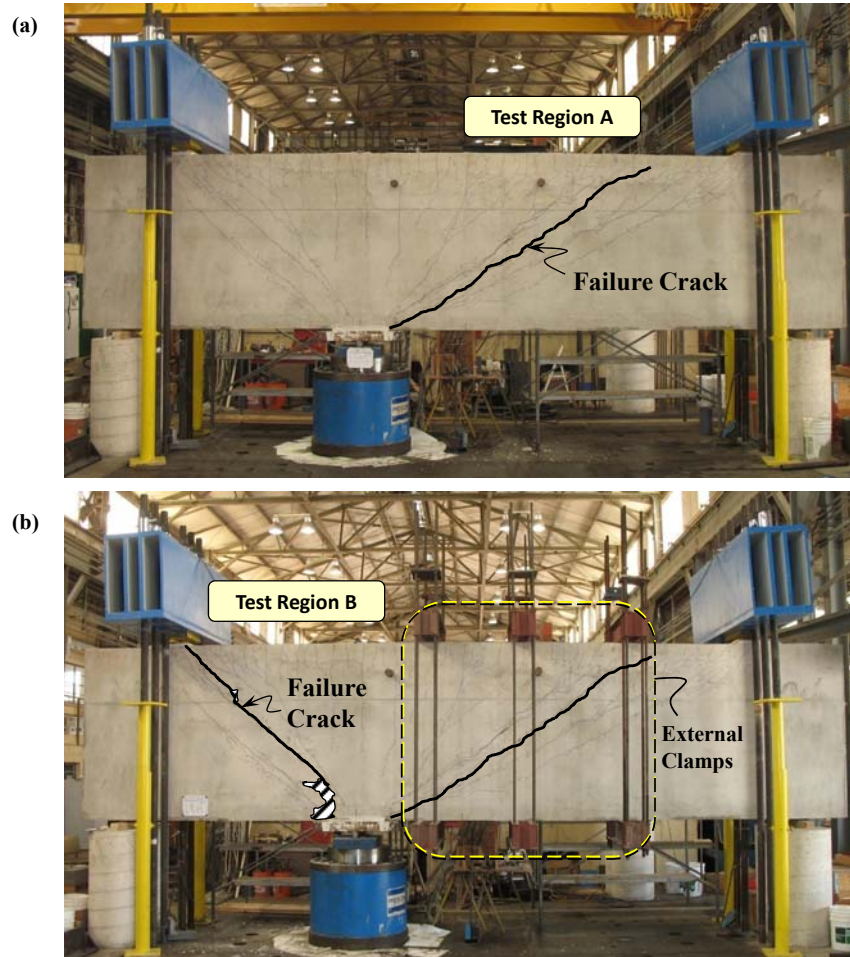 (a)
Test Region A
Failure Crack
(b)
Test Region B
Failure
Crack
External
Clamps